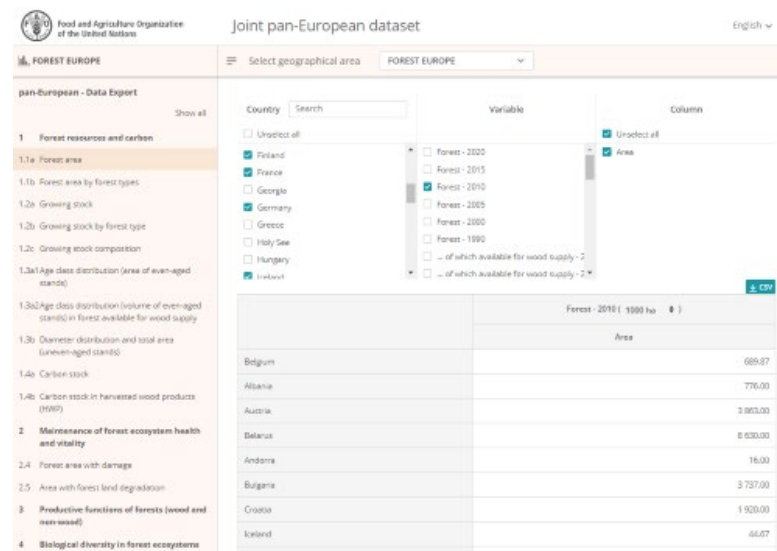 Food and Agriculture Organization
of the United Nations
Joint pan-European dataset
English
FOREST EUROPE
Select geographical area
FOREST EUROPE
pan-European - Data Export
Show all
1 Forest resources and carbon
1.1a Forest area
1.1b Forest area by forest types
1.2a Growing stock
1.2b Growing stock by forest type
1.2c Growing stock composition
1.3a1 Age class distribution (area of even-aged
stands)
1.3a2 Age class distribution (volume of even-aged
stands) in forest available for wood supply
1.3b Diameter distribution and total area
(uneven-aged stands)
1.4a Carbon stock
1.4b Carbon stock in harvested wood products
(HWP)
2 Maintenance of forest ecosystem health
and vitality
2.4 Forest area with damage
2.5 Area with forest land degradation
3 Productive functions of forests (wood and
non-wood)
4 Biological diversity in forest ecosystems
Country Search
Unselect all
Finland
France
Georgia
Germany
Greece
Holy See
Hungary
Ireland
Variable
Forest - 2020
Forest - 2015
Forest - 2010
Forest - 2005
Forest - 2000
Forest - 1990
... of which available for wood supply - 2
... of which available for wood supply - 2
Column
Unselect all
Area
CSV
Forest - 2010 ( 1000 ha )
Area
Belgium 689.87
Albania 776.00
Austria 3 863.00
Belarus 8 630.00
Andorra 16.00
Bulgaria 3 737.00
Croatia 1 920.00
Iceland 44.67